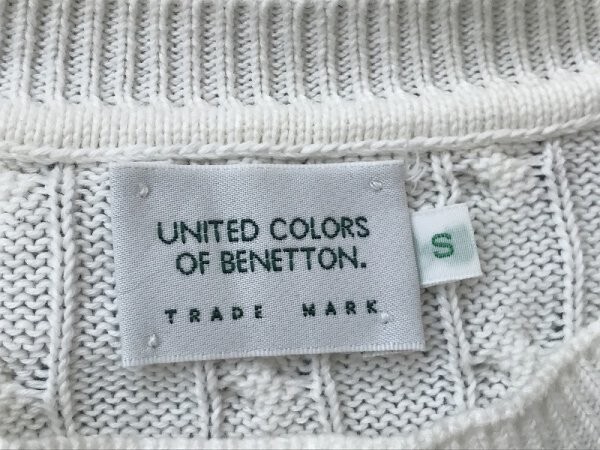 UNITED COLORS
OF BENETTON.
TRADE MARK
S